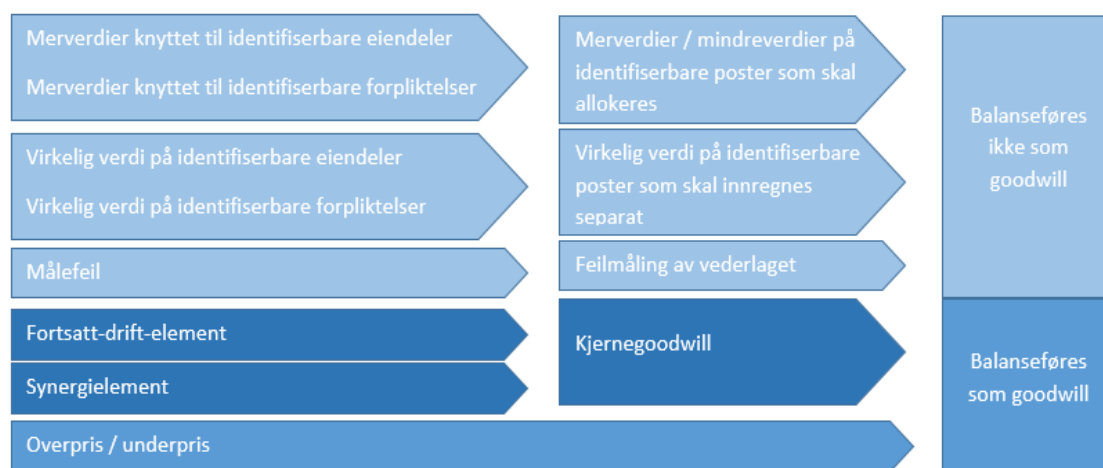 Merverdier knyttet til identifiserbare eiendeler
Merverdier knyttet til identifiserbare forpliktelser
Merverdier / mindreverdier på
identifiserbare poster som skal
allokeres
Virkelig verdi på identifiserbare eiendeler
Virkelig verdi på identifiserbare forpliktelser
Virkelig verdi på identifiserbare
poster som skal innregnes
separat
Målefeil
Feilmåling av vederlaget
Balanseføres
ikke som
goodwill
Fortsatt-drift-element
Synergielement
Kjernegoodwill
Overpris / underpris
Balanseføres
som goodwill